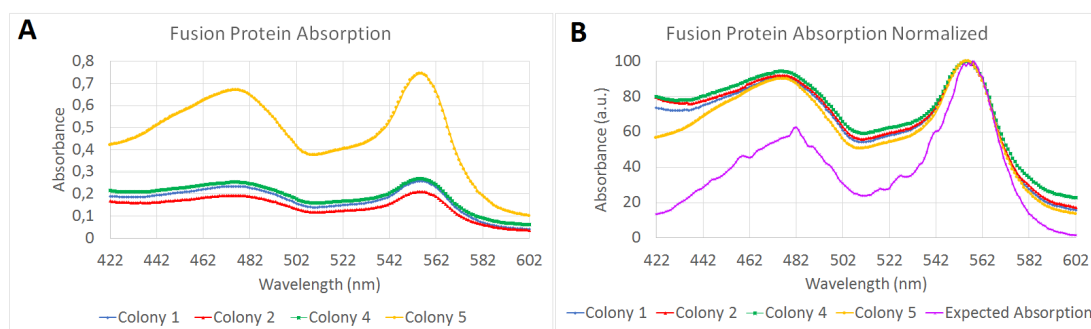 A
Fusion Protein Absorption
0,8
0,7
0,6
0,5
0,4
0,3
0,2
0,1
0
Absorbance
422 442 462 482 502 522 542 562 582 602
Wavelength (nm)
Colony 1 Colony 2 Colony 4 Colony 5
B
Fusion Protein Absorption Normalized
100
80
60
40
20
0
Absorbance (a.u.)
422 442 462 482 502 522 542 562 582 602
Wavelength (nm)
Colony 1 Colony 2 Colony 4 Colony 5 Expected Absorption